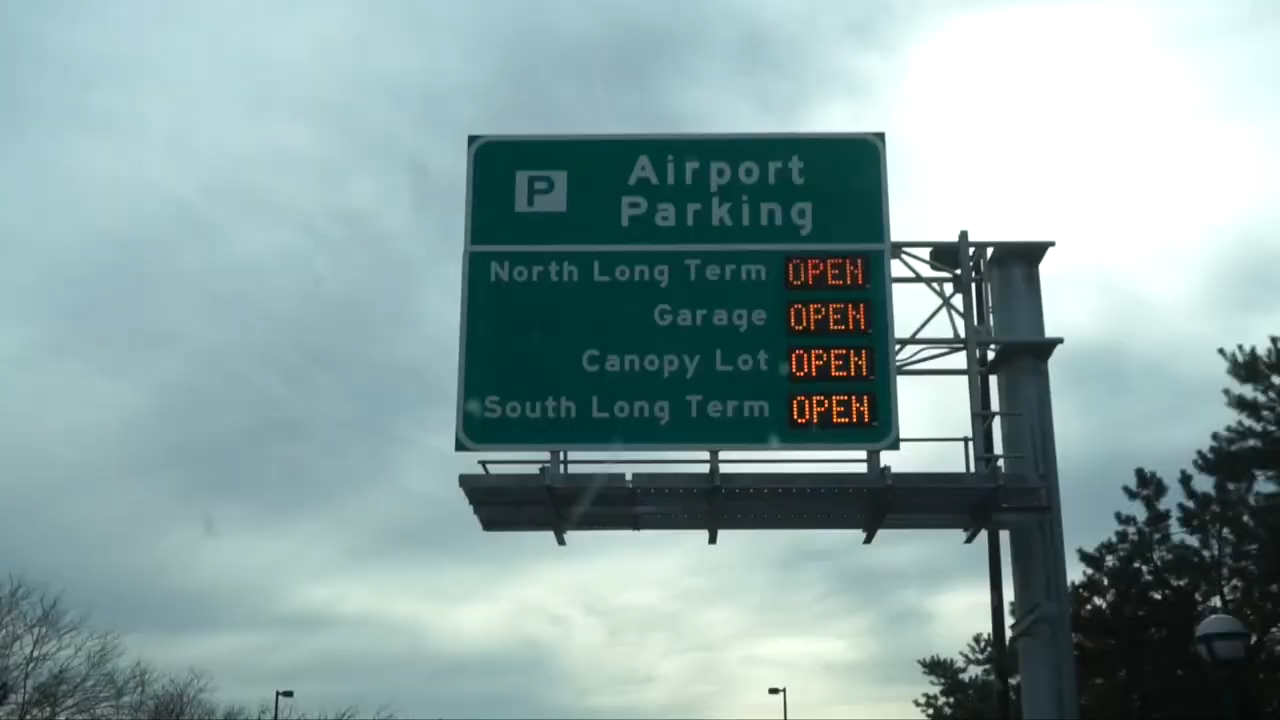 P
Airport
Parking
North Long Term OPEN
Garage OPEN
Canopy Lot OPEN
South Long Term OPEN